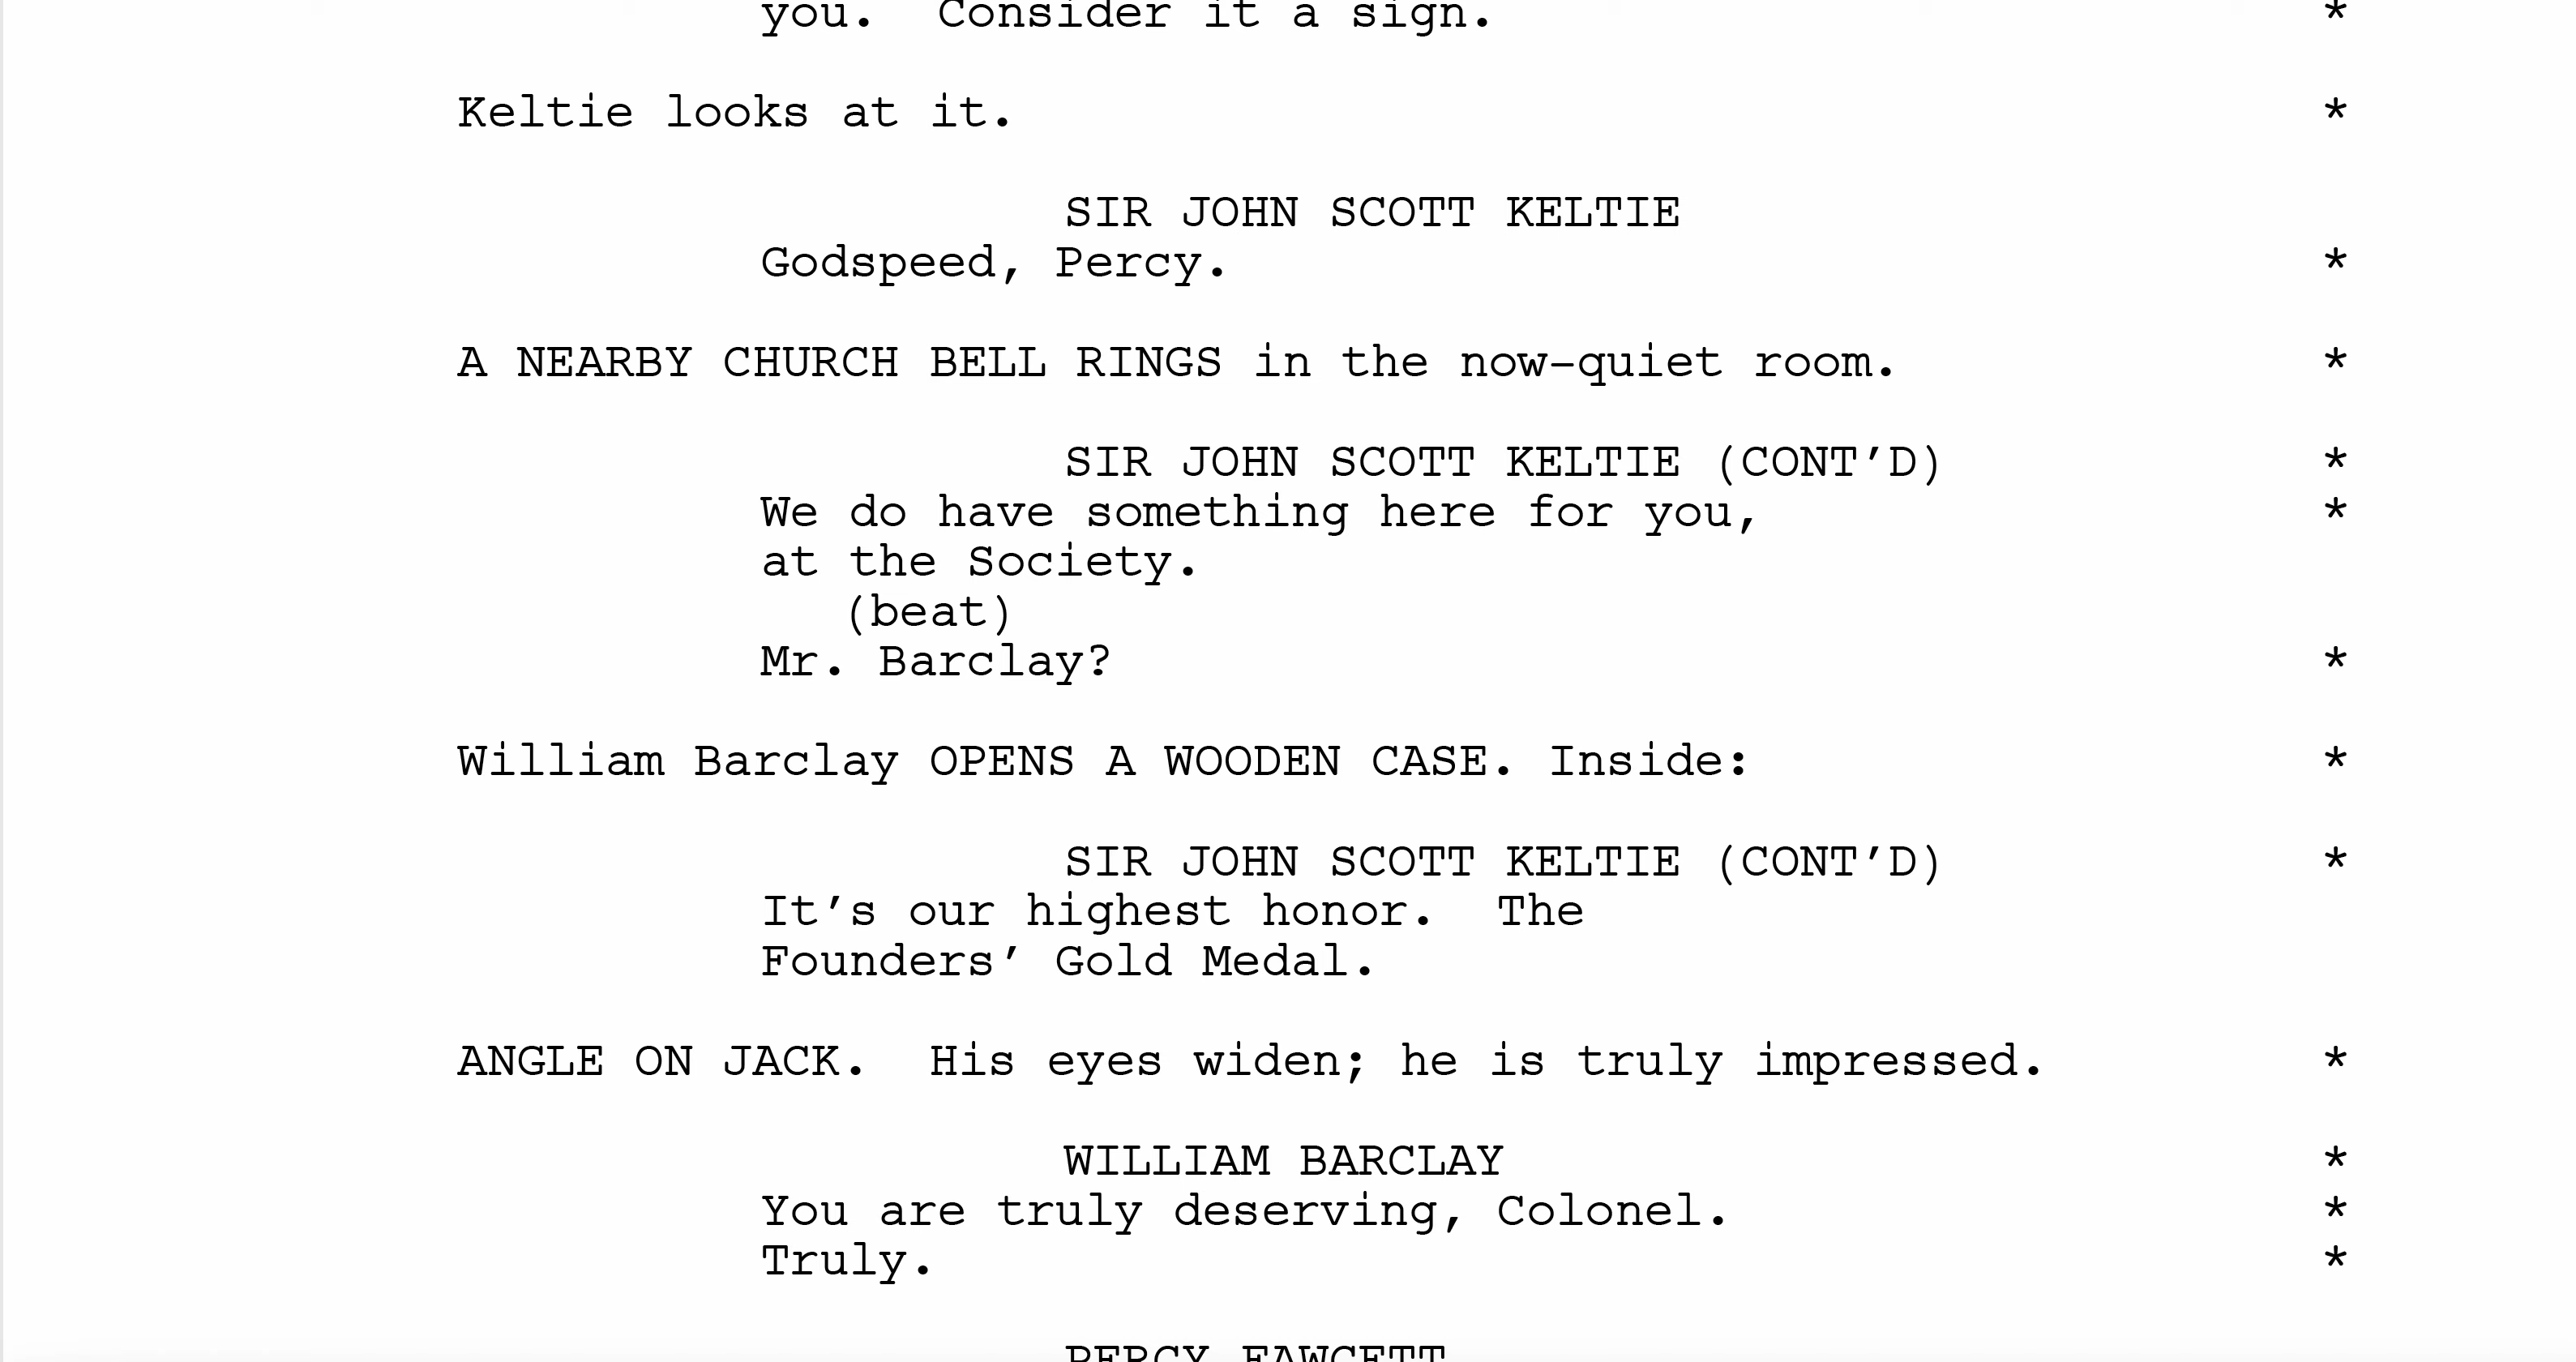 you.  Consider it a sign. *
Keltie looks at it. *
SIR JOHN SCOTT KELTIE
Godspeed, Percy. *
A NEARBY CHURCH BELL RINGS in the now-quiet room. *
SIR JOHN SCOTT KELTIE (CONT’D) *
We do have something here for you, *
at the Society.
(beat)
Mr. Barclay? *
William Barclay OPENS A WOODEN CASE. Inside: *
SIR JOHN SCOTT KELTIE (CONT’D) *
It’s our highest honor.  The
Founders’ Gold Medal.
ANGLE ON JACK.  His eyes widen; he is truly impressed. *
WILLIAM BARCLAY *
You are truly deserving, Colonel. *
Truly. *
PERCY FAWCETT